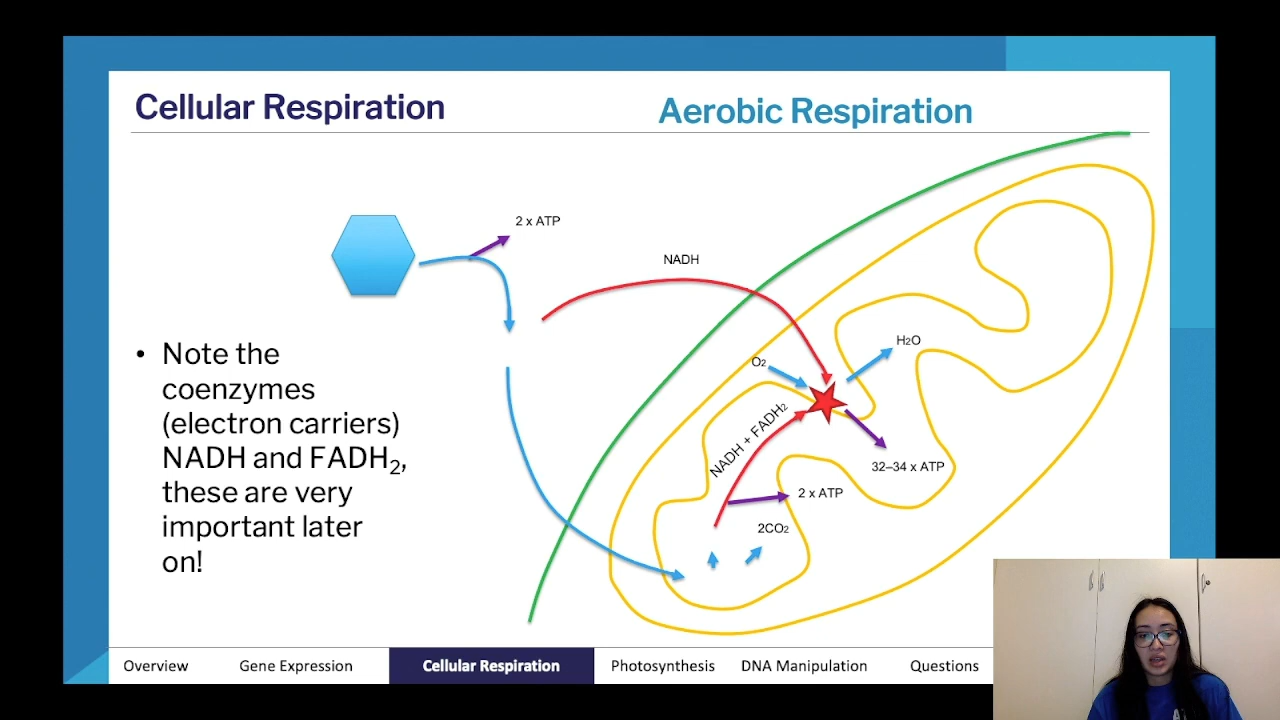 Cellular Respiration
Aerobic Respiration
2 x ATP
NADH
• Note the
coenzymes
(electron carriers)
NADH and FADH₂,
these are very
important later
on!
O₂
H₂O
NADH + FADH₂
32–34 x ATP
2 x ATP
2CO₂
Overview
Gene Expression
Cellular Respiration
Photosynthesis
DNA Manipulation
Questions